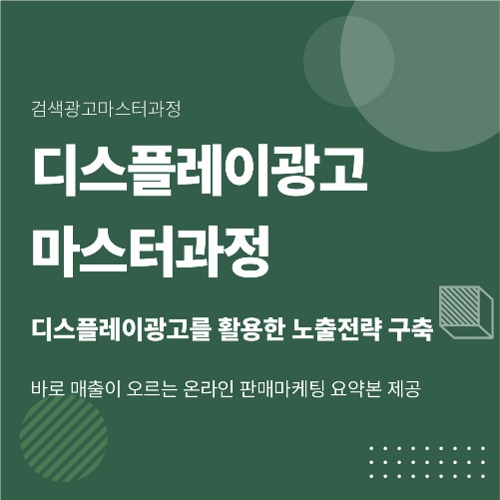 검색광고마스터과정
디스플레이광고
마스터과정
디스플레이광고를 활용한 노출전략 구축
바로 매출이 오르는 온라인 판매마케팅 요약본 제공